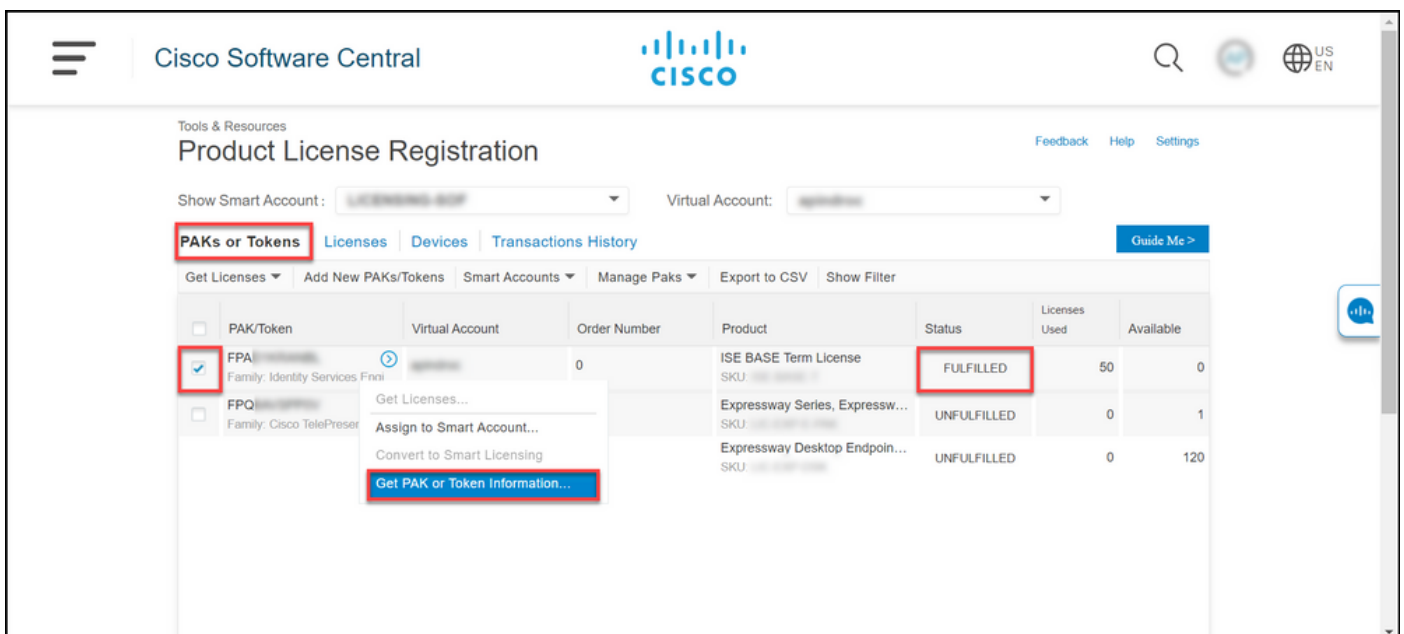 Cisco Software Central
CISCO
US
EN
Tools & Resources
Product License Registration
Feedback Help Settings
Show Smart Account : Virtual Account:
PAKs or Tokens Licenses Devices Transactions History Guide Me >
Get Licenses Add New PAKs/Tokens Smart Accounts Manage Paks Export to CSV Show Filter
PAK/Token Virtual Account Order Number Product Status Licenses Used Available
FPA 0 ISE BASE Term License FULFILLED 50 0
Family: Identity Services Engi SKU:
Get Licenses...
Assign to Smart Account...
Convert to Smart Licensing
Get PAK or Token Information...
FPQ Expressway Series, Expressw... UNFULFILLED 0 1
Family: Cisco TelePreser SKU:
Expressway Desktop Endpoin... UNFULFILLED 0 120
SKU: